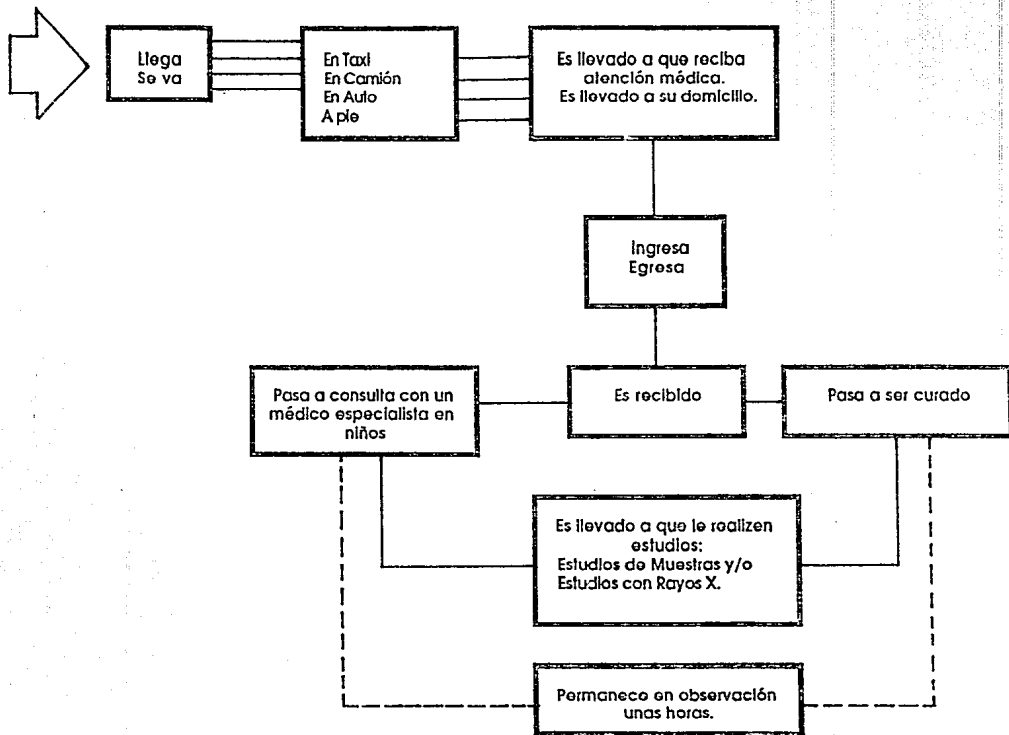 Llega
Se va
En Taxi
En Camión
En Auto
A pie
Es llevado a que reciba
atención médica.
Es llevado a su domicilio.
Ingresa
Egresa
Pasa a consulta con un
médico especialista en
niños
Es recibido
Pasa a ser curado
Es llevado a que le realizen
estudios:
Estudios de Muestras y/o
Estudios con Rayos X.
Permanece en observación
unas horas.